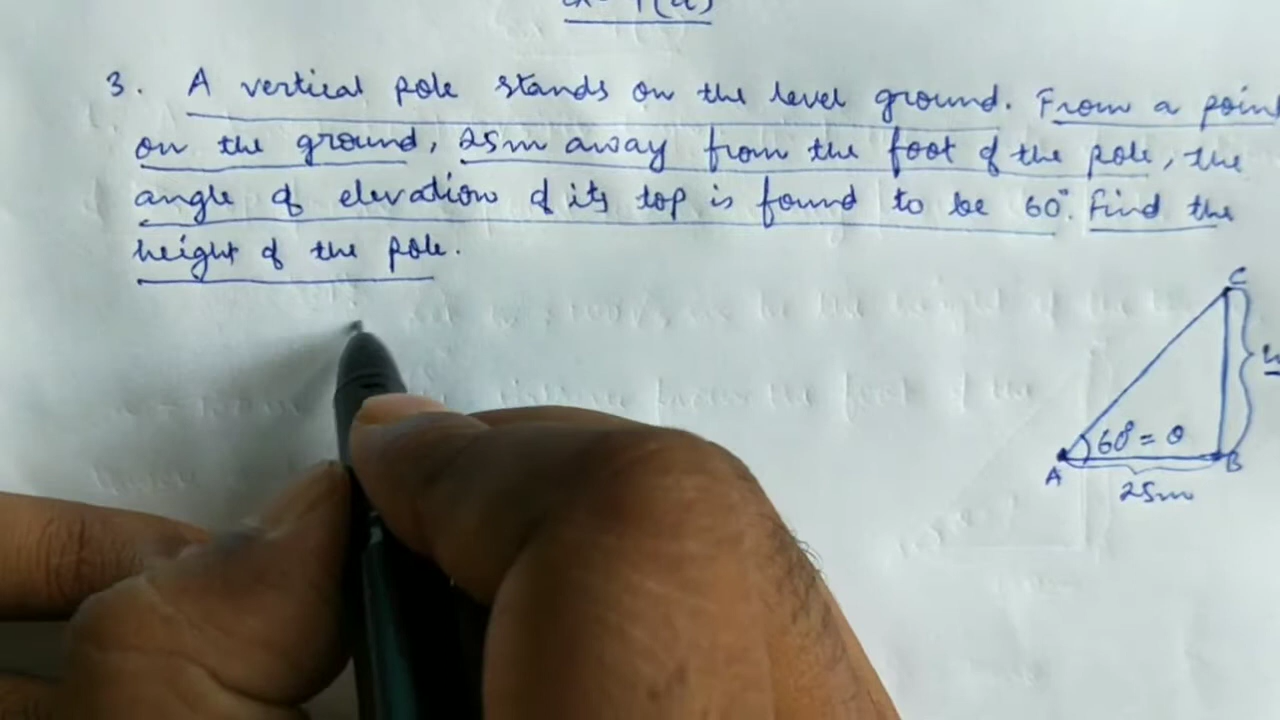 3. A vertical pole stands on the level ground. From a point
on the ground, 25m away from the foot of the pole, the
angle of elevation of its top is found to be 60°. Find the
height of the pole.
C
60° = θ
A
B
25m